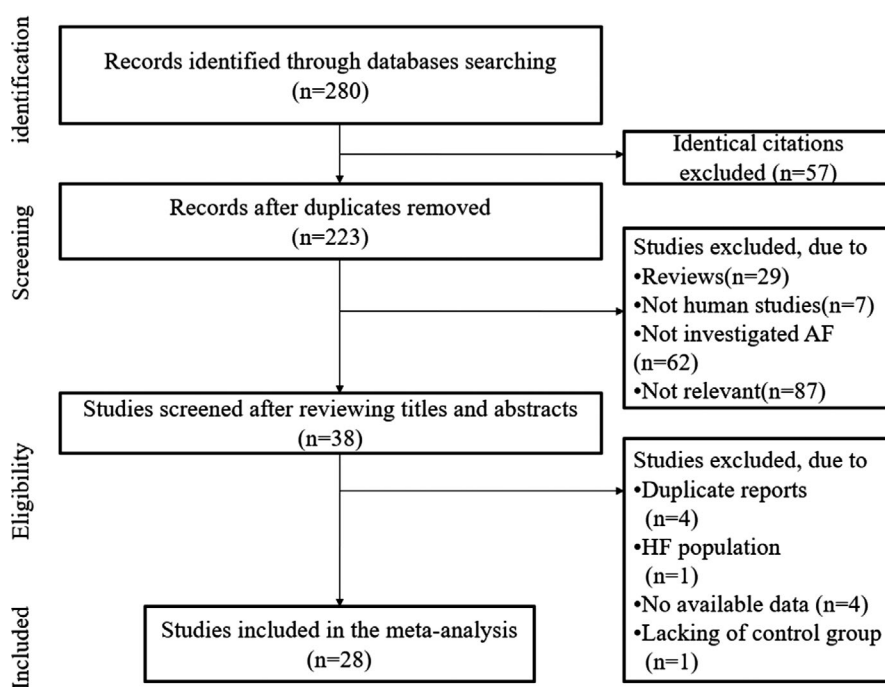 identification
Records identified through databases searching
(n=280)
Identical citations
excluded (n=57)
Screening
Records after duplicates removed
(n=223)
Studies excluded, due to
•Reviews(n=29)
•Not human studies(n=7)
•Not investigated AF
(n=62)
•Not relevant(n=87)
Eligibility
Studies screened after reviewing titles and abstracts
(n=38)
Studies excluded, due to
•Duplicate reports
(n=4)
•HF population
(n=1)
•No available data (n=4)
•Lacking of control group
(n=1)
Included
Studies included in the meta-analysis
(n=28)